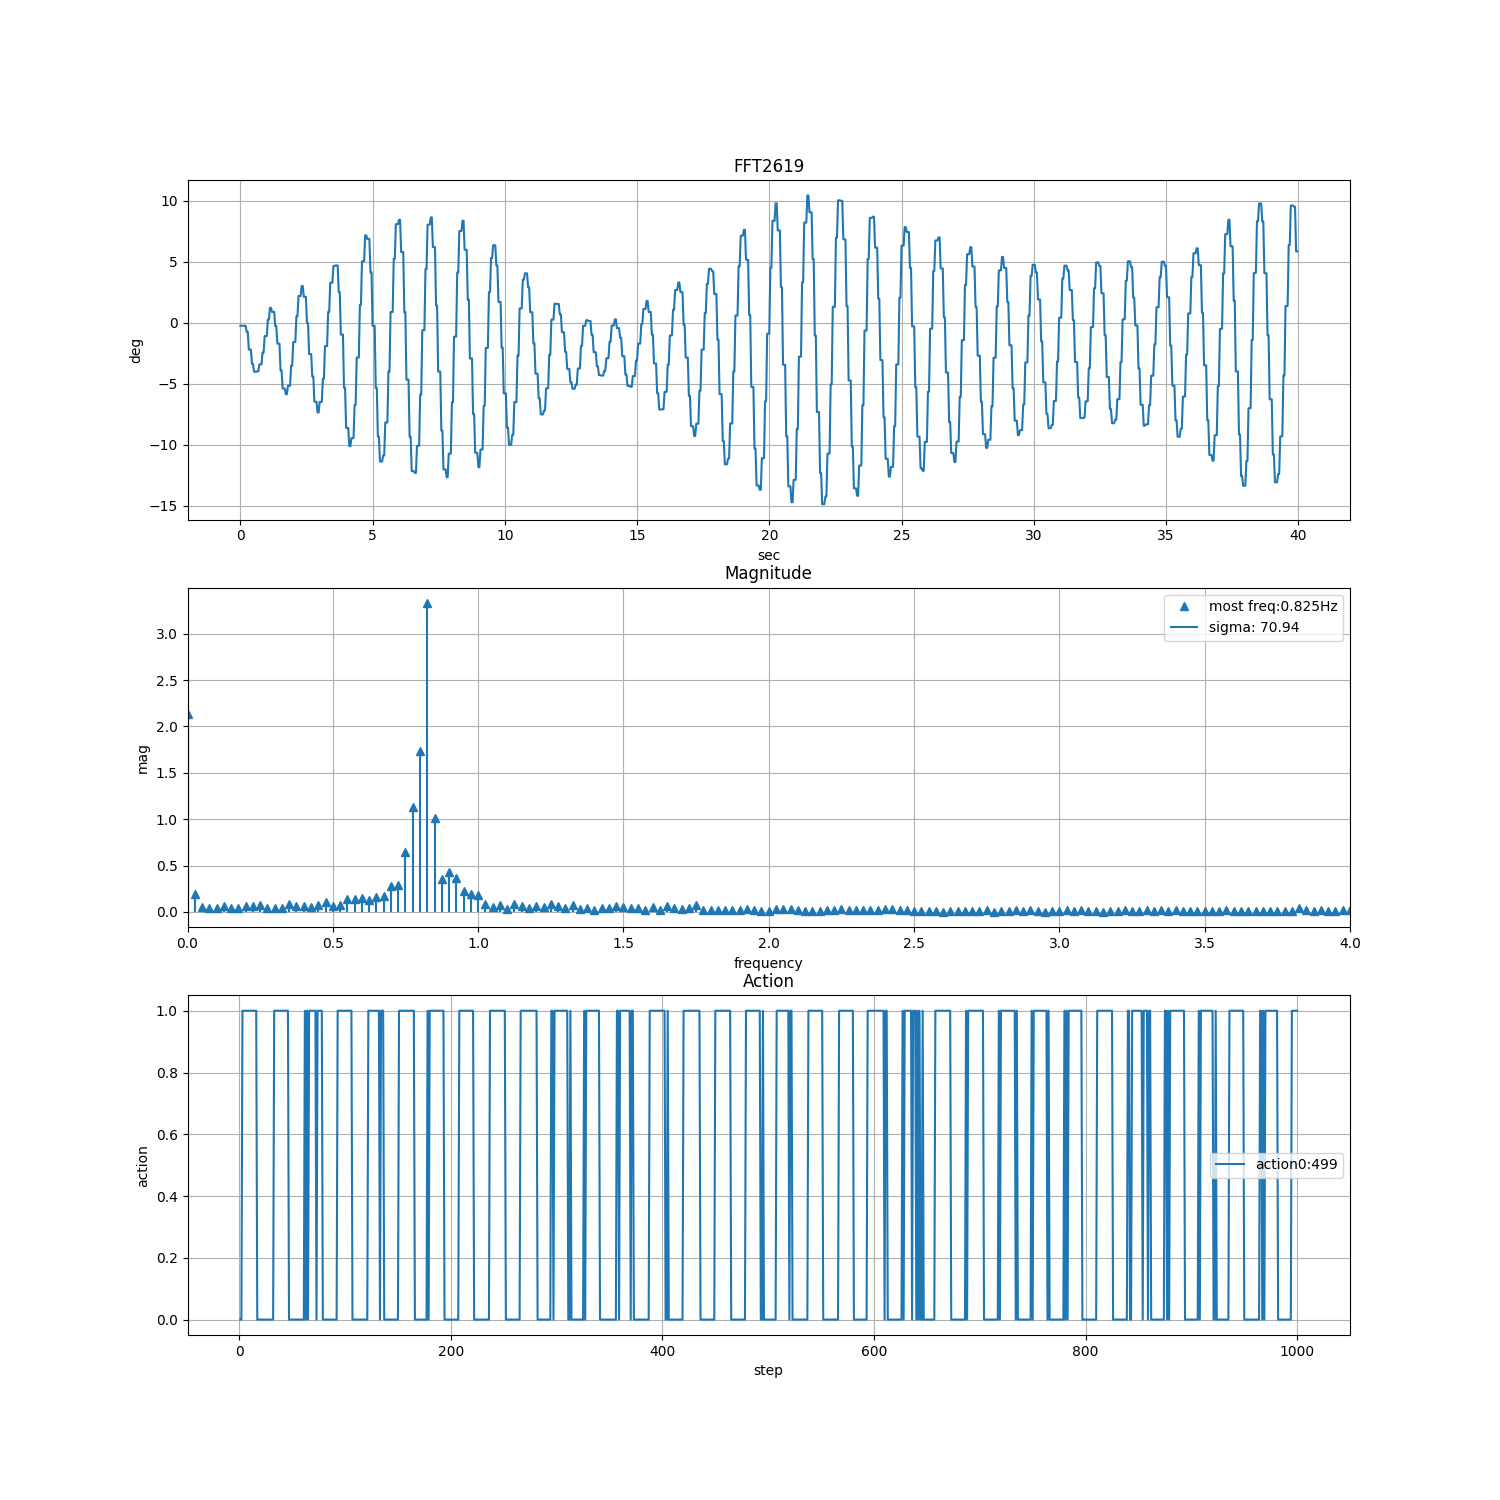 FFT2619
10
5
0
−5
−10
−15
deg
0 5 10 15 20 25 30 35 40
sec
Magnitude
most freq:0.825Hz
sigma: 70.94
3.0
2.5
2.0
1.5
1.0
0.5
0.0
mag
0.0 0.5 1.0 1.5 2.0 2.5 3.0 3.5 4.0
frequency
Action
1.0
0.8
0.6
0.4
0.2
0.0
action
action0:499
0 200 400 600 800 1000
step